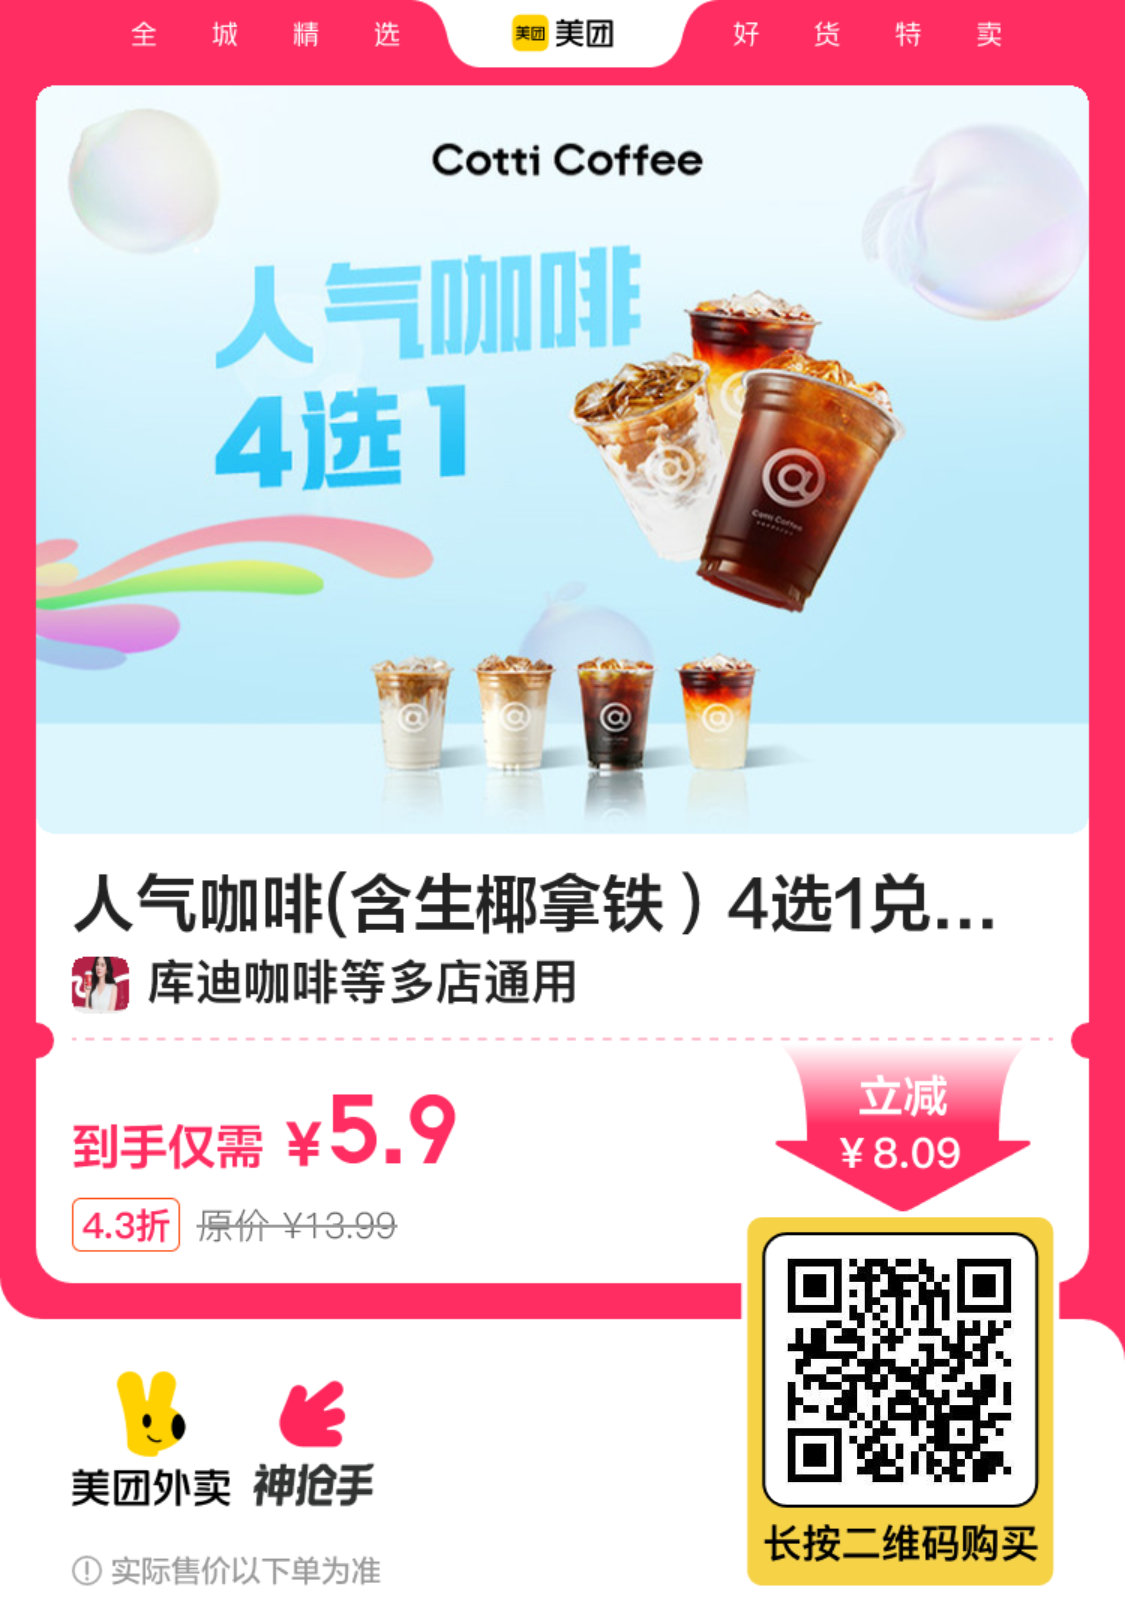 全城精选 美团 美团 好货特卖
Cotti Coffee
人气咖啡
4选1
Cotti Coffee
人气咖啡(含生椰拿铁）4选1兑...
库迪咖啡等多店通用
到手仅需 ¥5.9
立减
¥8.09
4.3折 原价 ¥13.99
美团外卖 神抢手
长按二维码购买
实际售价以下单为准